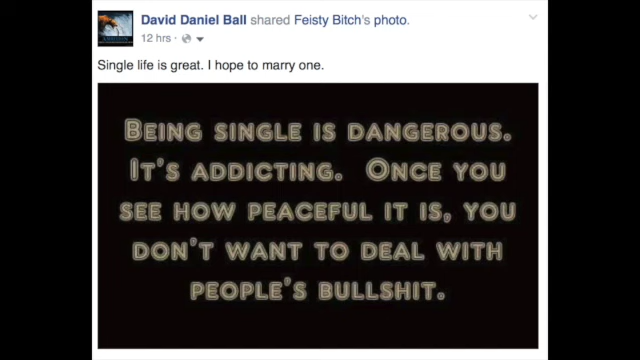 David Daniel Ball shared Feisty Bitch's photo.
12 hrs ·
Single life is great. I hope to marry one.
BEING SINGLE IS DANGEROUS.
IT'S ADDICTING. ONCE YOU
SEE HOW PEACEFUL IT IS, YOU
DON'T WANT TO DEAL WITH
PEOPLE'S BULLSHIT.